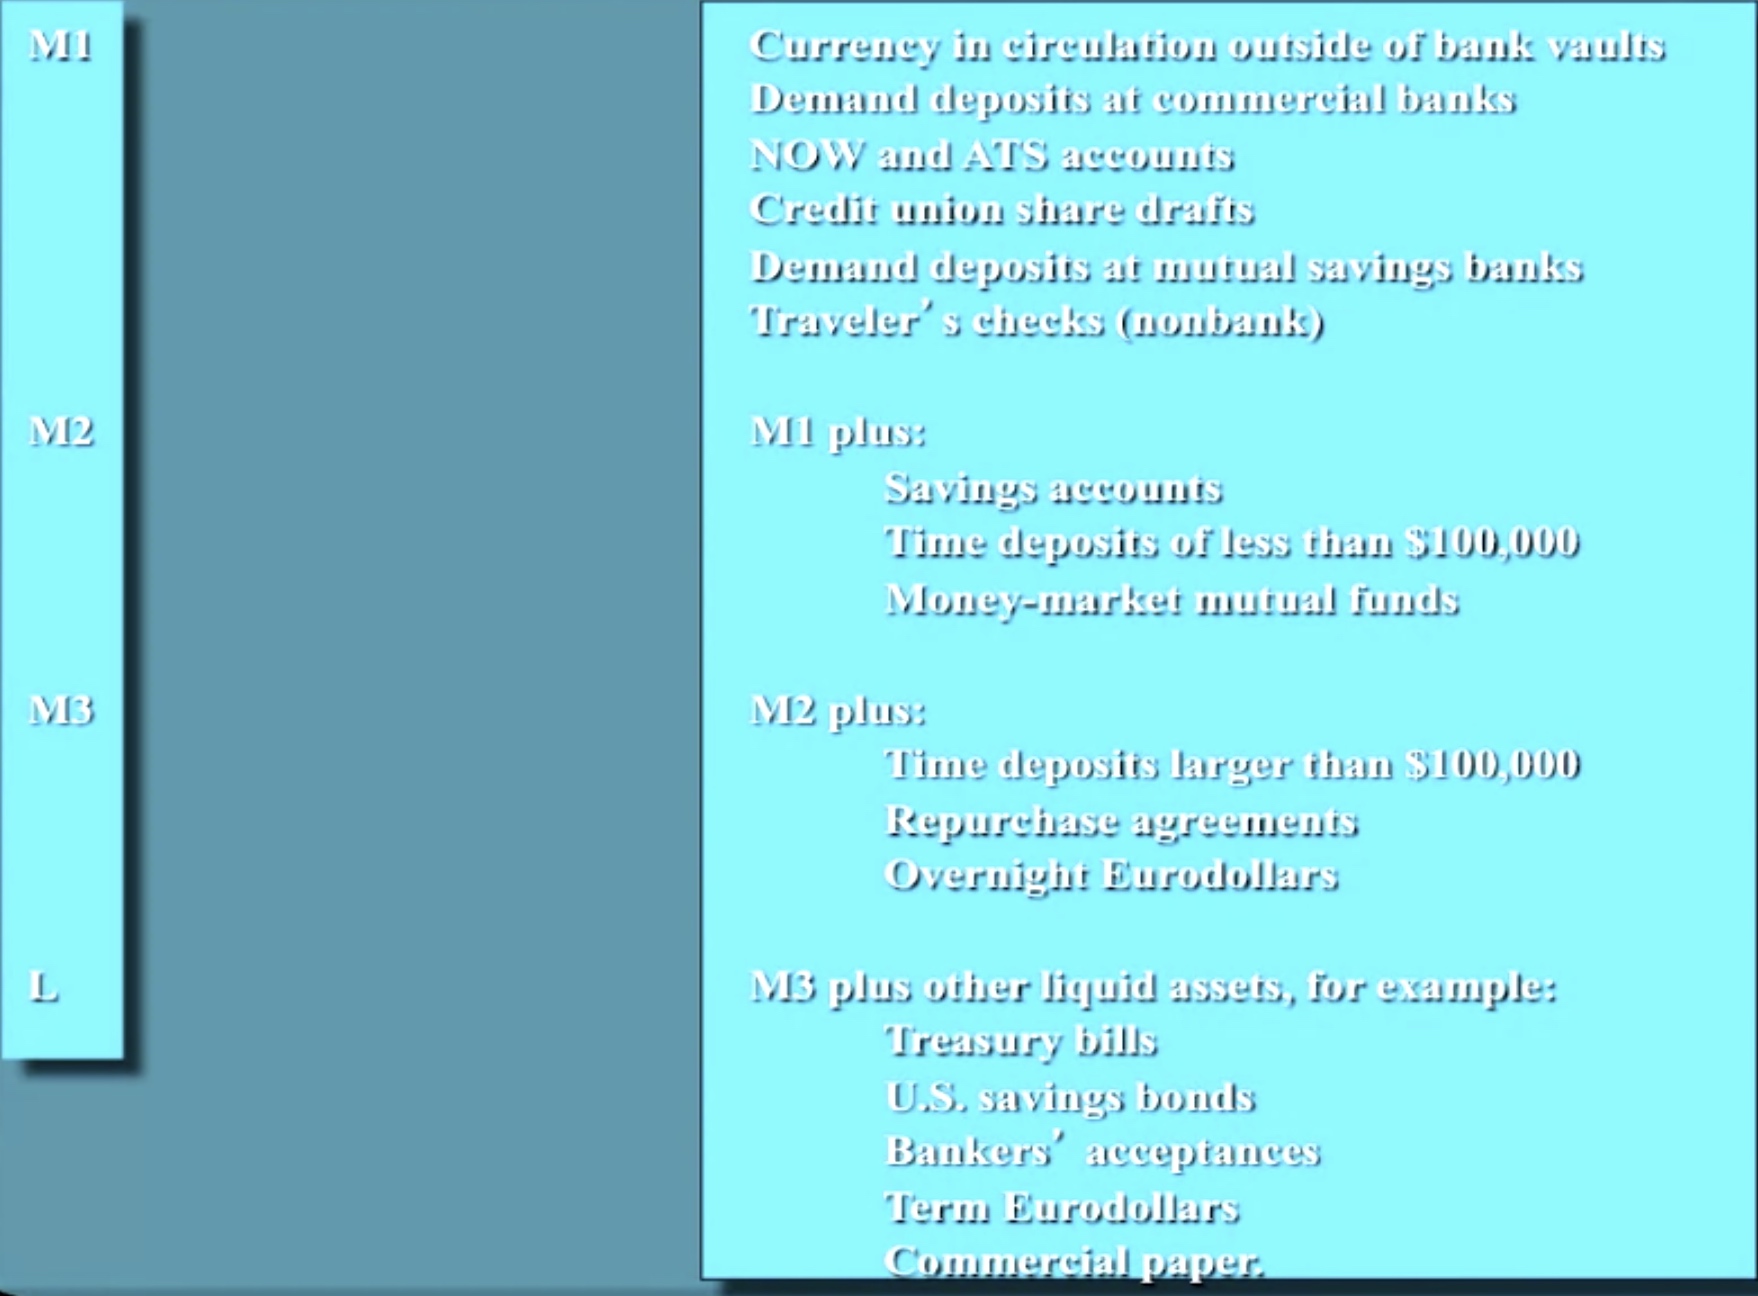 M1 Currency in circulation outside of bank vaults
Demand deposits at commercial banks
NOW and ATS accounts
Credit union share drafts
Demand deposits at mutual savings banks
Traveler’s checks (nonbank)
M2 M1 plus:
Savings accounts
Time deposits of less than $100,000
Money-market mutual funds
M3 M2 plus:
Time deposits larger than $100,000
Repurchase agreements
Overnight Eurodollars
L M3 plus other liquid assets, for example:
Treasury bills
U.S. savings bonds
Bankers’ acceptances
Term Eurodollars
Commercial paper.